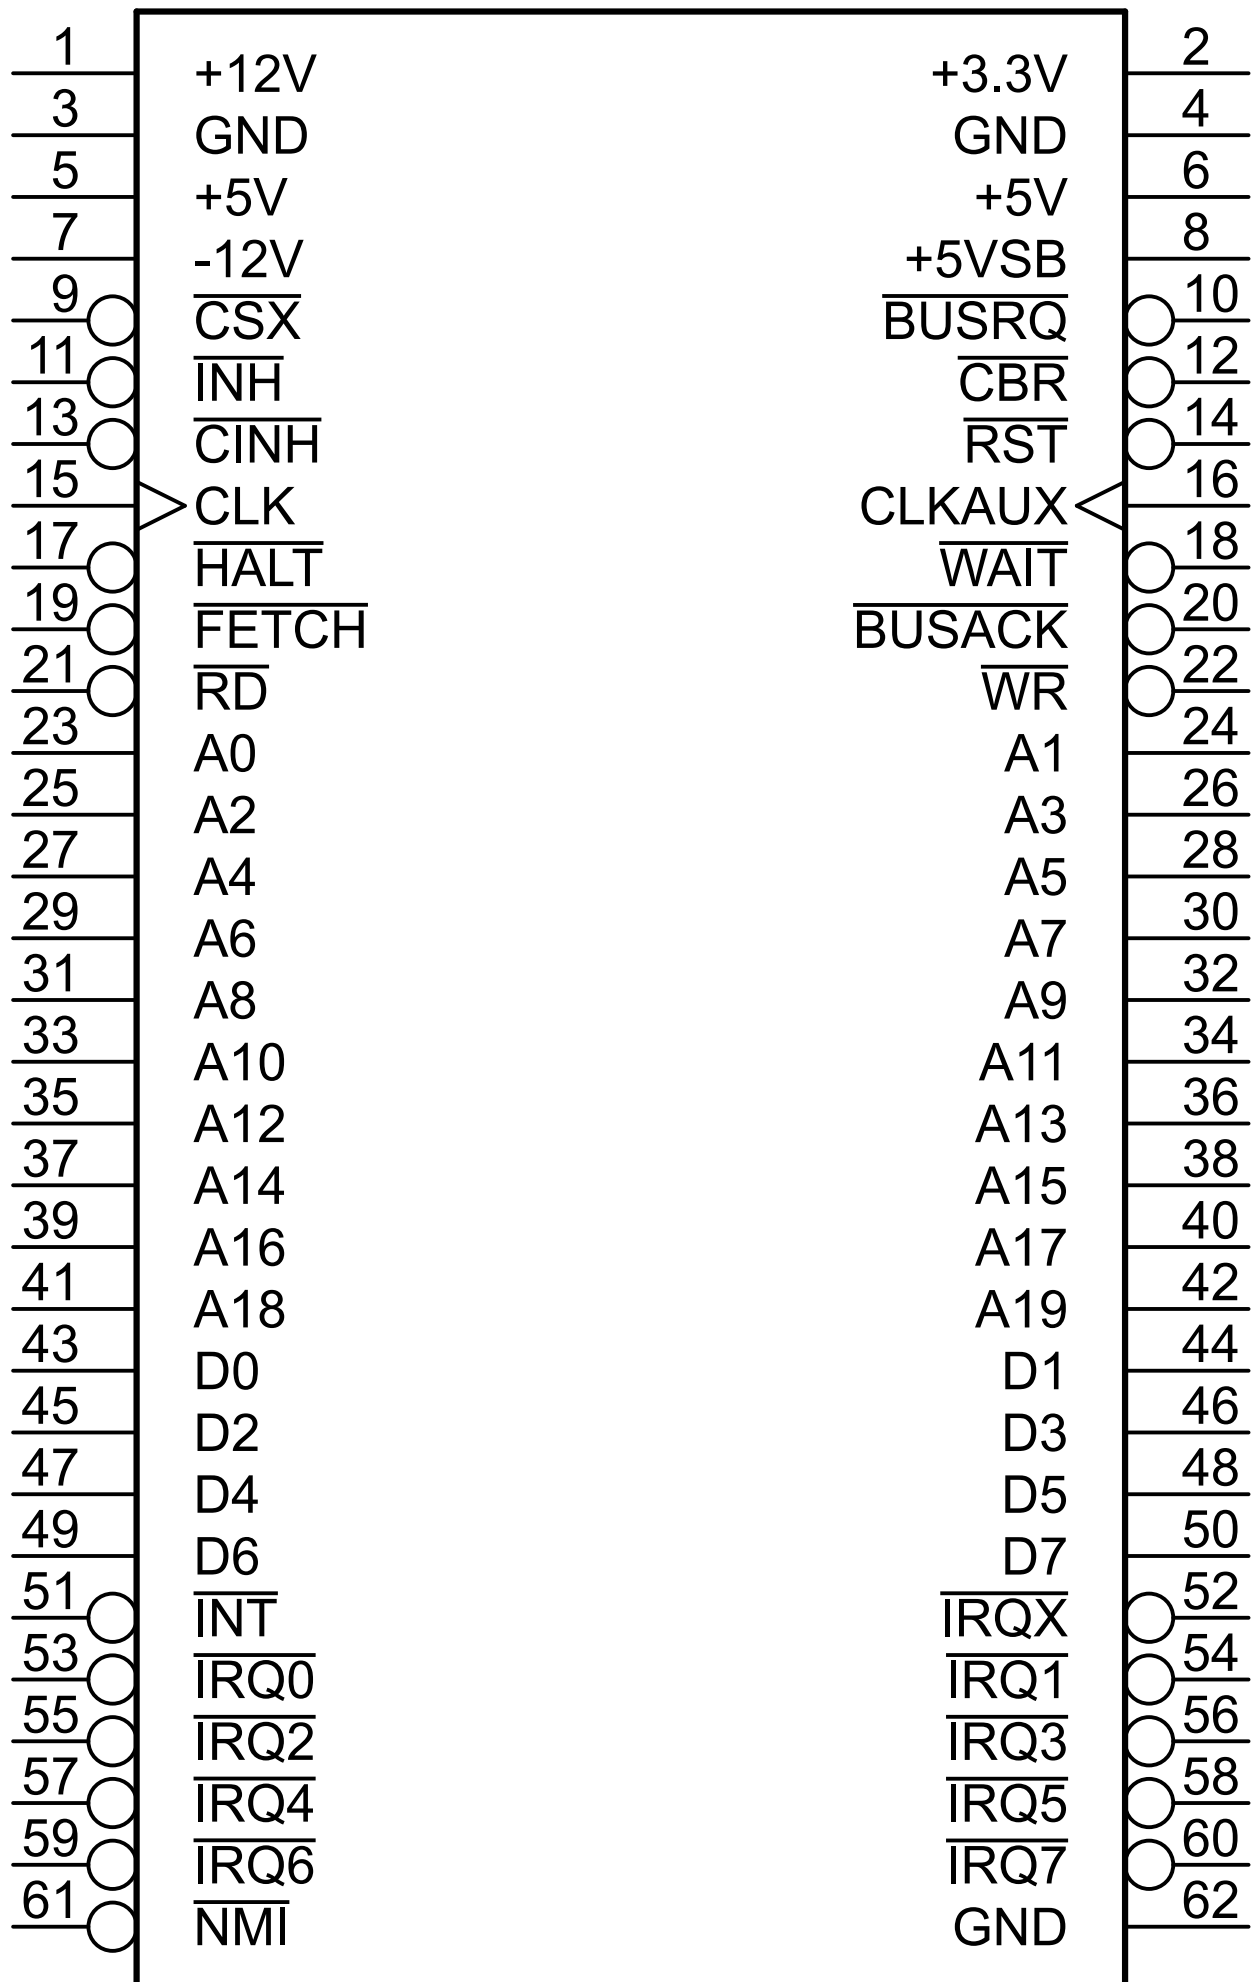 1 +12V +3.3V 2
3 GND GND 4
5 +5V +5V 6
7 -12V +5VSB 8
9 CSX BUSRQ 10
11 INH CBR 12
13 CINH RST 14
15 CLK CLKAUX 16
17 HALT WAIT 18
19 FETCH BUSACK 20
21 RD WR 22
23 A0 A1 24
25 A2 A3 26
27 A4 A5 28
29 A6 A7 30
31 A8 A9 32
33 A10 A11 34
35 A12 A13 36
37 A14 A15 38
39 A16 A17 40
41 A18 A19 42
43 D0 D1 44
45 D2 D3 46
47 D4 D5 48
49 D6 D7 50
51 INT IRQX 52
53 IRQ0 IRQ1 54
55 IRQ2 IRQ3 56
57 IRQ4 IRQ5 58
59 IRQ6 IRQ7 60
61 NMI GND 62